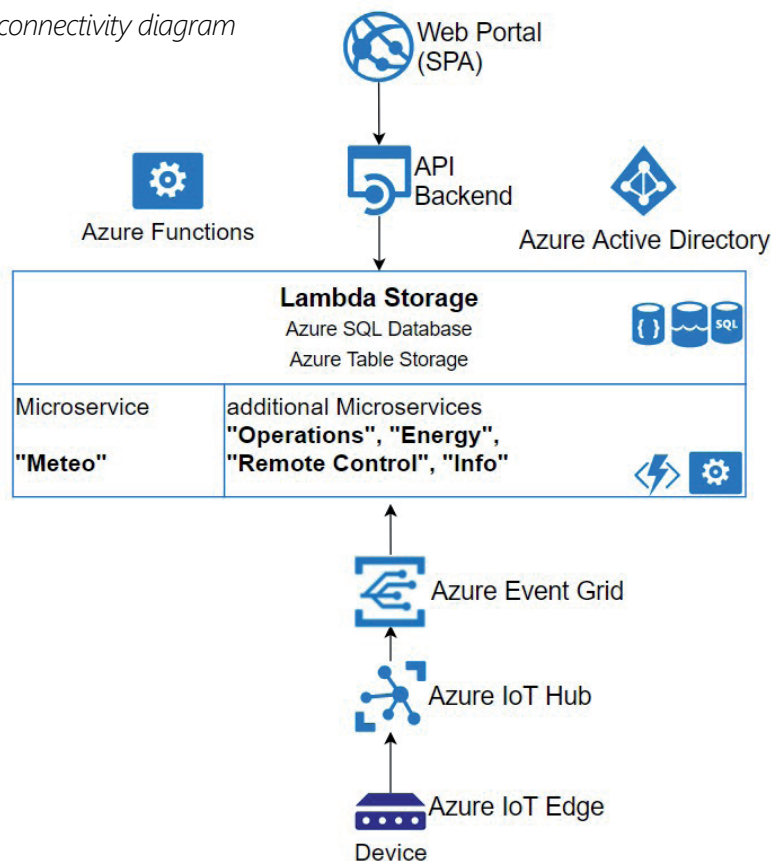 connectivity diagram
Web Portal
(SPA)
API
Backend
Azure Functions
Azure Active Directory
Lambda Storage
Azure SQL Database
Azure Table Storage
{ }
SQL
Microservice
"Meteo"
additional Microservices
"Operations", "Energy",
"Remote Control", "Info"
Azure Event Grid
Azure IoT Hub
Azure IoT Edge
Device